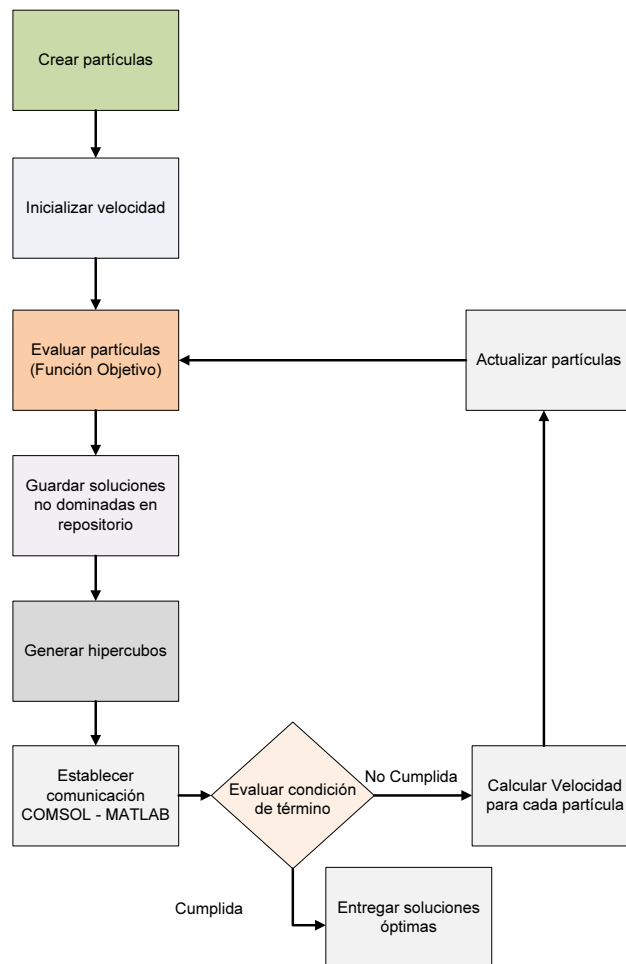 Crear partículas
Inicializar velocidad
Evaluar partículas
(Función Objetivo)
Actualizar partículas
Guardar soluciones
no dominadas en
repositorio
Generar hipercubos
Establecer
comunicación
COMSOL - MATLAB
Evaluar condición
de término
No Cumplida
Calcular Velocidad
para cada partícula
Cumplida
Entregar soluciones
óptimas